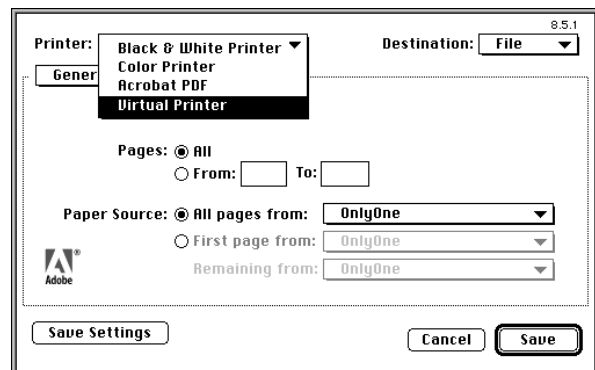 8.5.1
Printer: Black & White Printer Destination: File
Color Printer
Gener
Acrobat PDF
Virtual Printer
Pages: All
From: To:
Paper Source: All pages from: OnlyOne
First page from: OnlyOne
Remaining from: OnlyOne
Adobe ®
Save Settings
Cancel Save